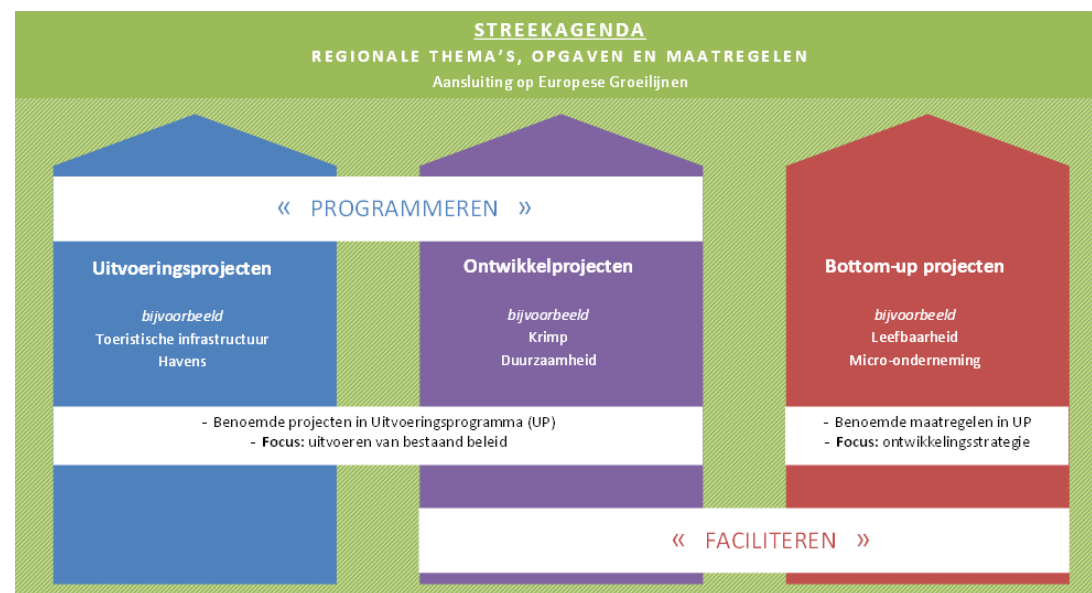 STREEKAGENDA
REGIONALE THEMA'S, OPGAVEN EN MAATREGELEN
Aansluiting op Europese Groeilijnen
« PROGRAMMEREN »
Uitvoeringsprojecten
bijvoorbeeld
Toeristische infrastructuur
Havens
Ontwikkelprojecten
bijvoorbeeld
Krimp
Duurzaamheid
Bottom-up projecten
bijvoorbeeld
Leefbaarheid
Micro-onderneming
- Benoemde projecten in Uitvoeringsprogramma (UP)
- Focus: uitvoeren van bestaand beleid
- Benoemde maatregelen in UP
- Focus: ontwikkelingsstrategie
« FACILITEREN »